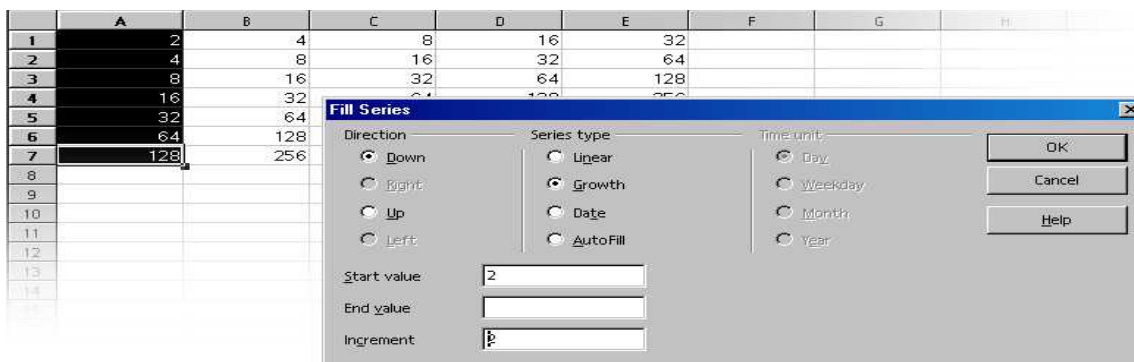 A B C D E F G H
1 2 4 8 16 32
2 4 8 16 32 64
3 8 16 32 64 128
4 16 32
5 32 64
6 64 128
7 128 256
8
9
10
11
12
13
14
Fill Series
Direction Series type Time unit
Down Linear Day OK
Right Growth Weekday Cancel
Up Date Month Help
Left AutoFill Year
Start value 2
End value
Increment 2